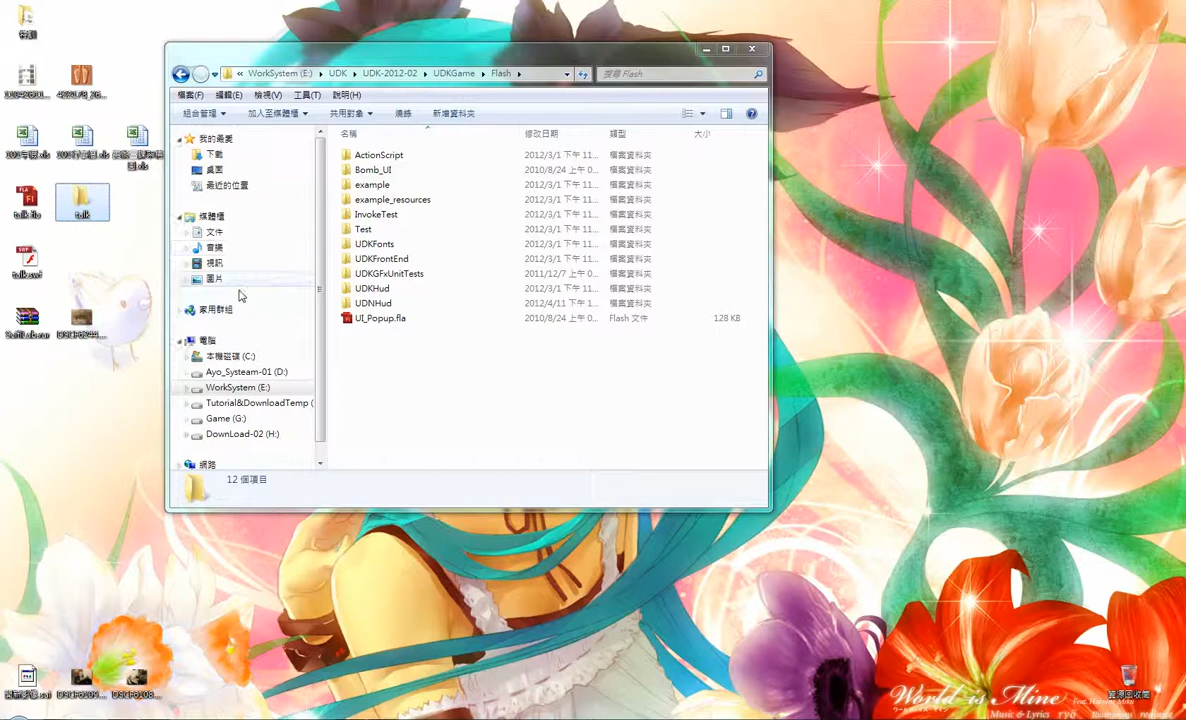 « WorkSystem (E:) ▸ UDK ▸ UDK-2012-02 ▸ UDKGame ▸ Flash ▸
搜尋 Flash
檔案(F) 編輯(E) 檢視(V) 工具(T) 說明(H)
組合管理 加入至媒體櫃 共用對象 燒錄 新增資料夾
我的最愛
下載
桌面
最近的位置
媒體櫃
文件
音樂
視訊
圖片
家用群組
電腦
本機磁碟 (C:)
Ayo_Systeam-01 (D:)
WorkSystem (E:)
Tutorial&DownloadTemp (
Game (G:)
DownLoad-02 (H:)
網路
名稱 修改日期 類型 大小
ActionScript 2012/3/1 下午 11... 檔案資料夾
Bomb_UI 2010/8/24 上午 0... 檔案資料夾
example 2012/3/1 下午 11... 檔案資料夾
example_resources 2012/3/1 下午 11... 檔案資料夾
InvokeTest 2012/3/1 下午 11... 檔案資料夾
Test 2012/3/1 下午 11... 檔案資料夾
UDKFonts 2012/3/1 下午 11... 檔案資料夾
UDKFrontEnd 2012/3/1 下午 11... 檔案資料夾
UDKGFxUnitTests 2011/12/7 上午 0... 檔案資料夾
UDKHud 2012/3/1 下午 11... 檔案資料夾
UDNHud 2012/4/11 下午 1... 檔案資料夾
UI_Popup.fla 2010/8/24 上午 0... Flash 文件 128 KB
12 個項目
talk.fla
talk
talk.swf
資源回收筒
World is Mine
Feat. Hatsune Miku
Music & Lyrics ryo